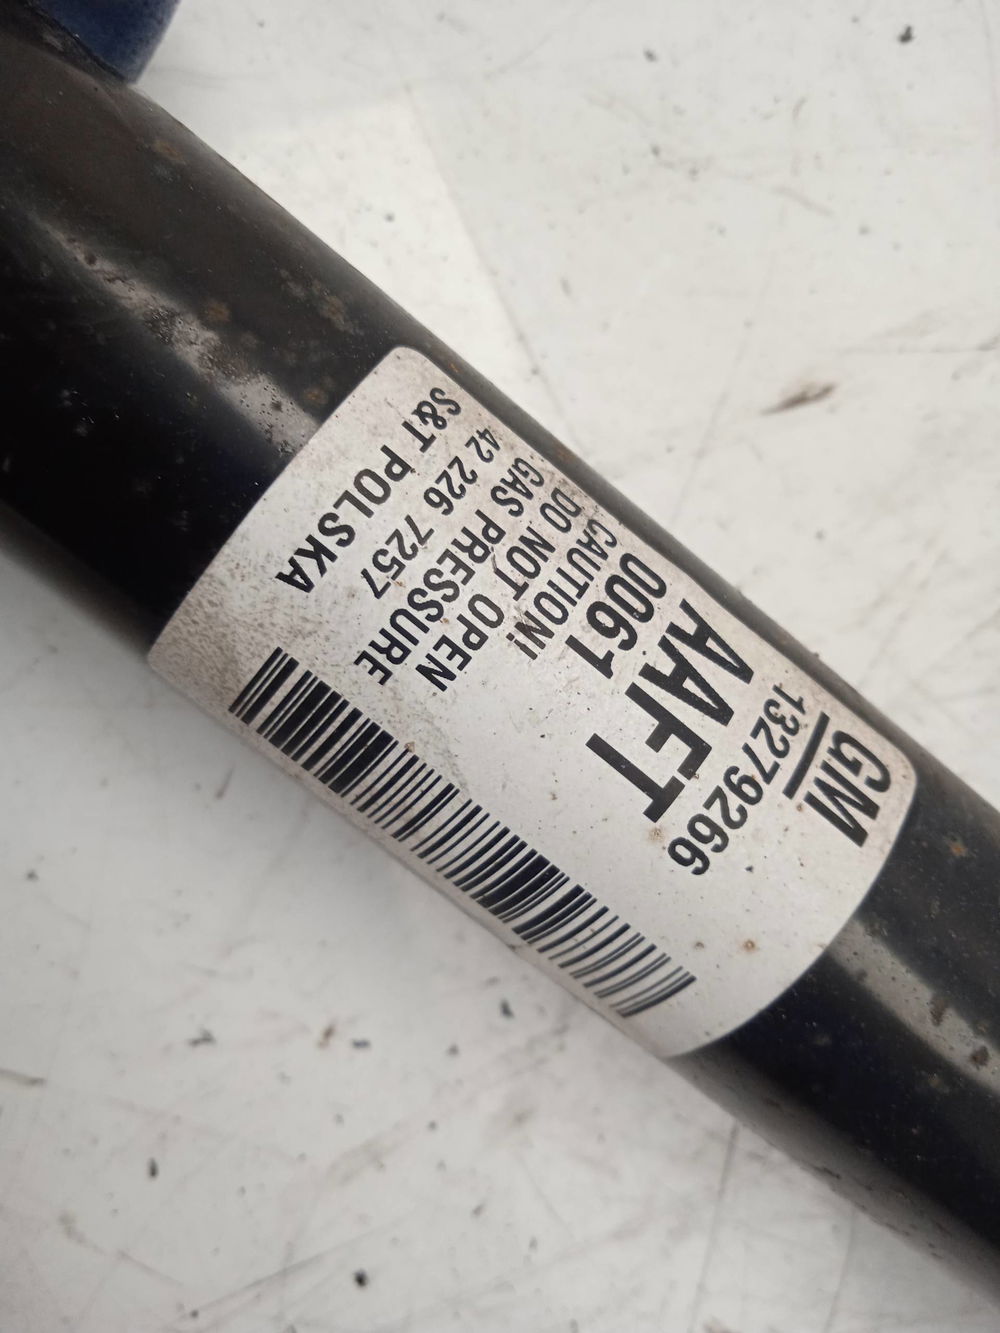 GM
13279266
AAFT
0061
CAUTION!
DO NOT OPEN
GAS PRESSURE
42 226 7257
S&T POLSKA